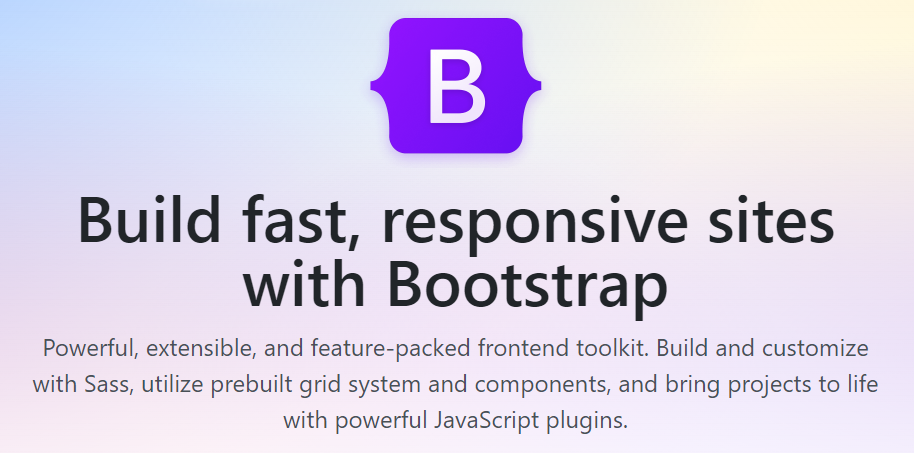 B
Build fast, responsive sites
with Bootstrap
Powerful, extensible, and feature-packed frontend toolkit. Build and customize
with Sass, utilize prebuilt grid system and components, and bring projects to life
with powerful JavaScript plugins.